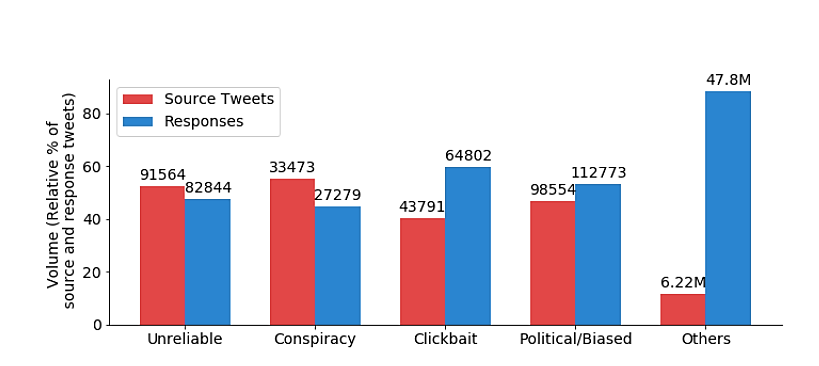 47.8M
Source Tweets
Responses
80
60
40
20
0
Volume (Relative % of
source and response tweets)
91564
82844
33473
27279
43791
64802
98554
112773
6.22M
Unreliable
Conspiracy
Clickbait
Political/Biased
Others